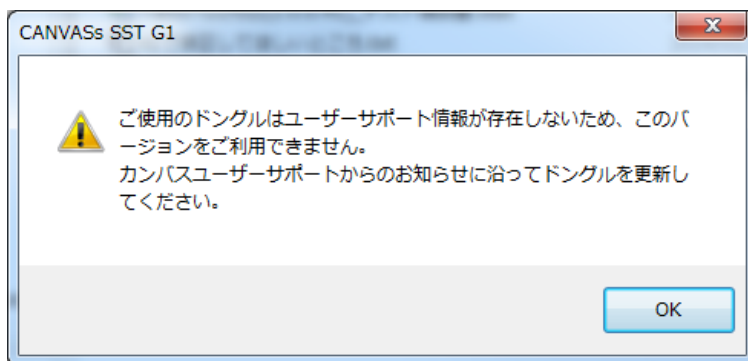 CANVASs SST G1
ご使用のドングルはユーザーサポート情報が存在しないため、このバ
ージョンをご利用できません。
カンバスユーザーサポートからのお知らせに沿ってドングルを更新し
てください。
OK